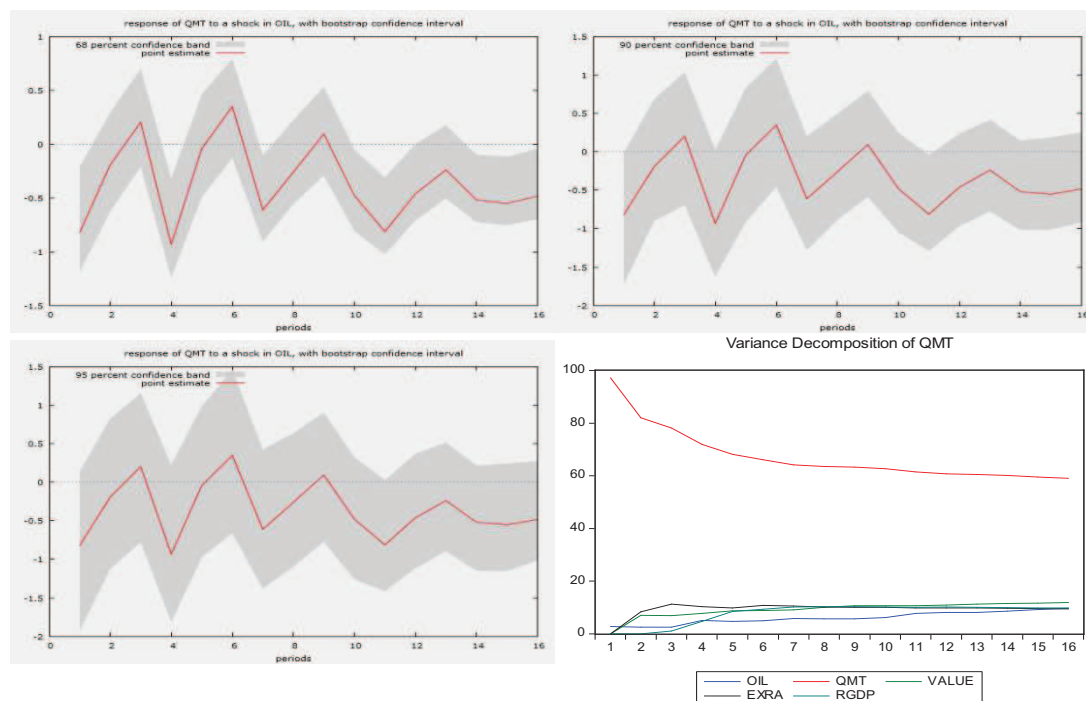 response of QMT to a shock in OIL, with bootstrap confidence interval
68 percent confidence band
point estimate
1
0.5
0
-0.5
-1
-1.5
0 2 4 6 8 10 12 14 16
periods
response of QMT to a shock in OIL, with bootstrap confidence interval
90 percent confidence band
point estimate
1.5
1
0.5
0
-0.5
-1
-1.5
-2
0 2 4 6 8 10 12 14 16
periods
response of QMT to a shock in OIL, with bootstrap confidence interval
95 percent confidence band
point estimate
1.5
1
0.5
0
-0.5
-1
-1.5
-2
0 2 4 6 8 10 12 14 16
periods
Variance Decomposition of QMT
100
80
60
40
20
0
1 2 3 4 5 6 7 8 9 10 11 12 13 14 15 16
OIL QMT VALUE
EXRA RGDP